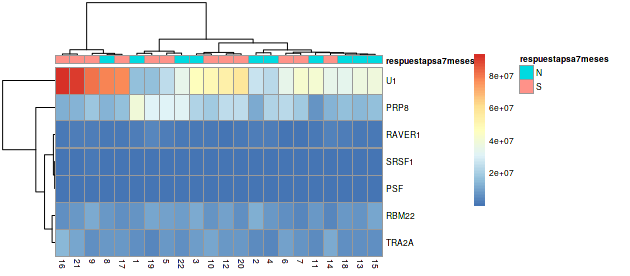 respuestapsa7meses
respuestapsa7meses
N
S
8e+07
6e+07
4e+07
2e+07
U1
PRP8
RAVER1
SRSF1
PSF
RBM22
TRA2A
16 21 9 8 17 1 19 5 22 3 10 12 20 2 4 6 7 11 14 18 13 15